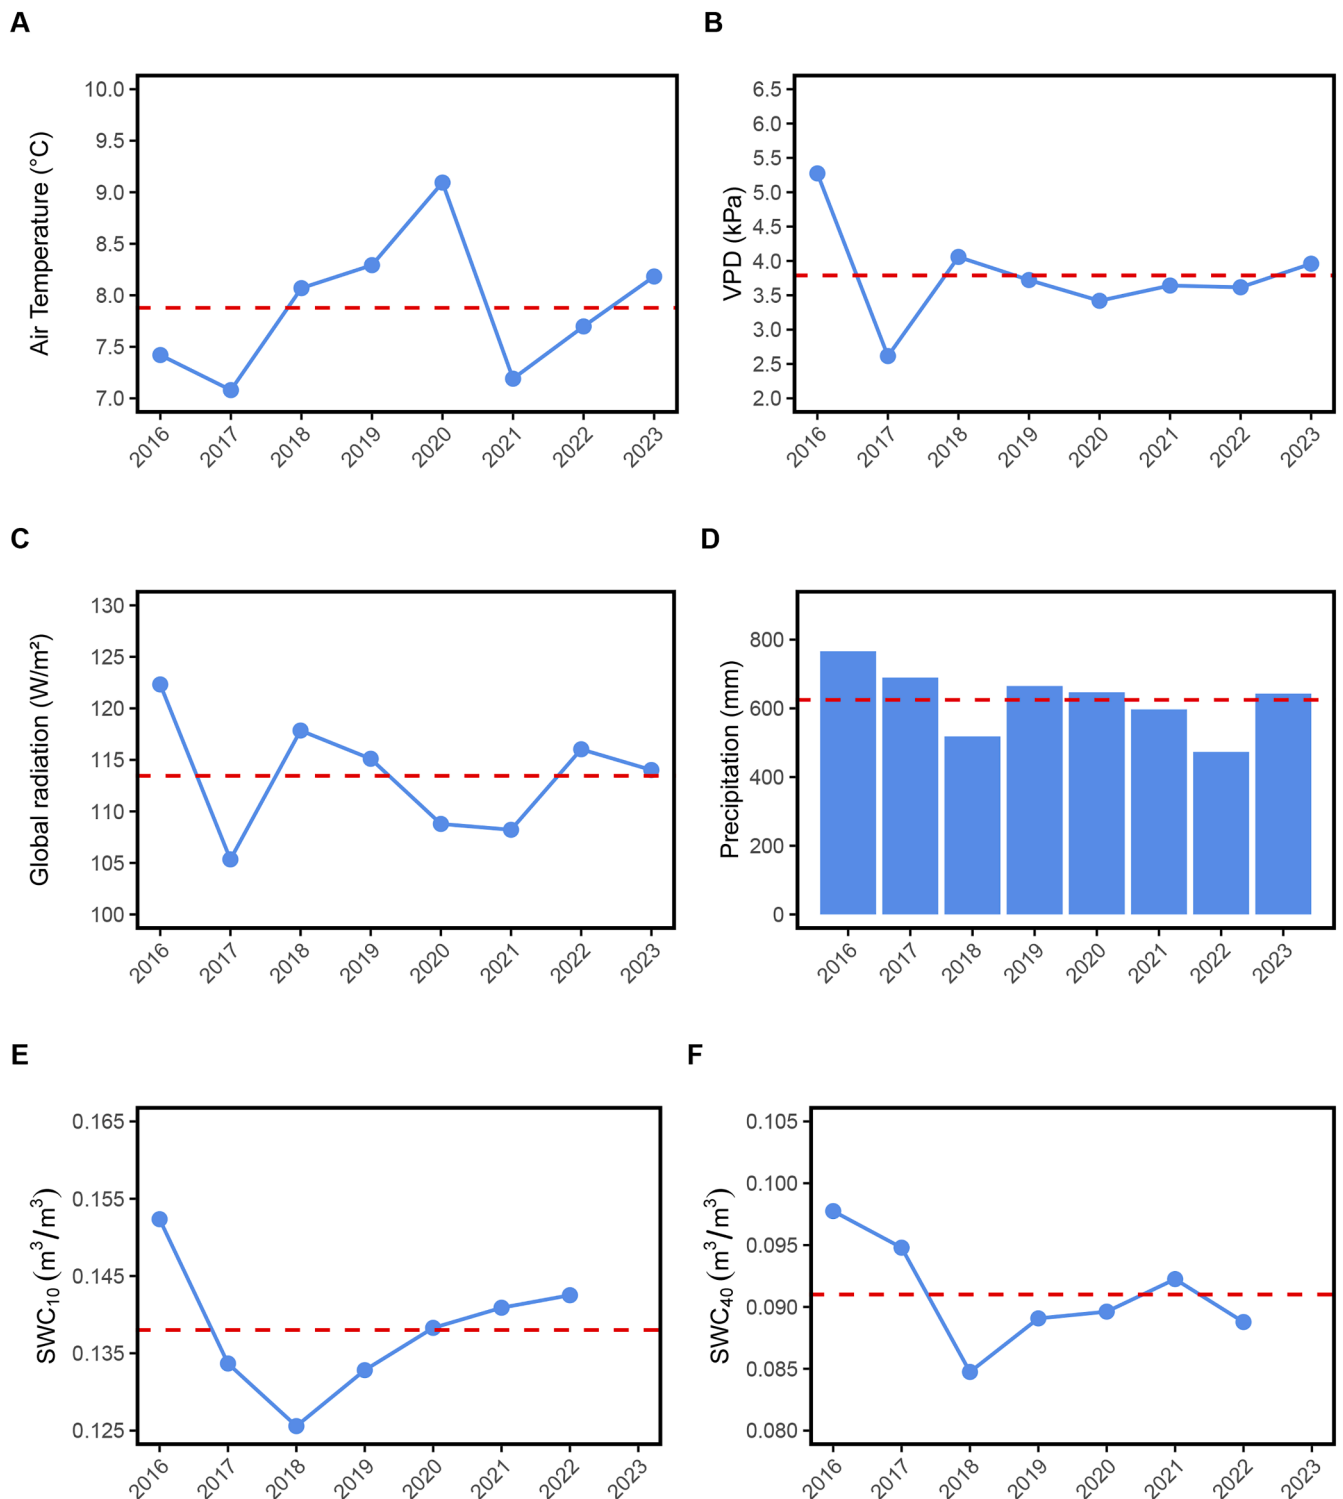 A
Air Temperature (°C)
10.0
9.5
9.0
8.5
8.0
7.5
7.0
2016 2017 2018 2019 2020 2021 2022 2023
B
VPD (kPa)
6.5
6.0
5.5
5.0
4.5
4.0
3.5
3.0
2.5
2.0
2016 2017 2018 2019 2020 2021 2022 2023
C
Global radiation (W/m²)
130
125
120
115
110
105
100
2016 2017 2018 2019 2020 2021 2022 2023
D
Precipitation (mm)
800
600
400
200
0
2016 2017 2018 2019 2020 2021 2022 2023
E
SWC₁₀ (m³/m³)
0.165
0.155
0.145
0.135
0.125
2016 2017 2018 2019 2020 2021 2022 2023
F
SWC₄₀ (m³/m³)
0.105
0.100
0.095
0.090
0.085
0.080
2016 2017 2018 2019 2020 2021 2022 2023